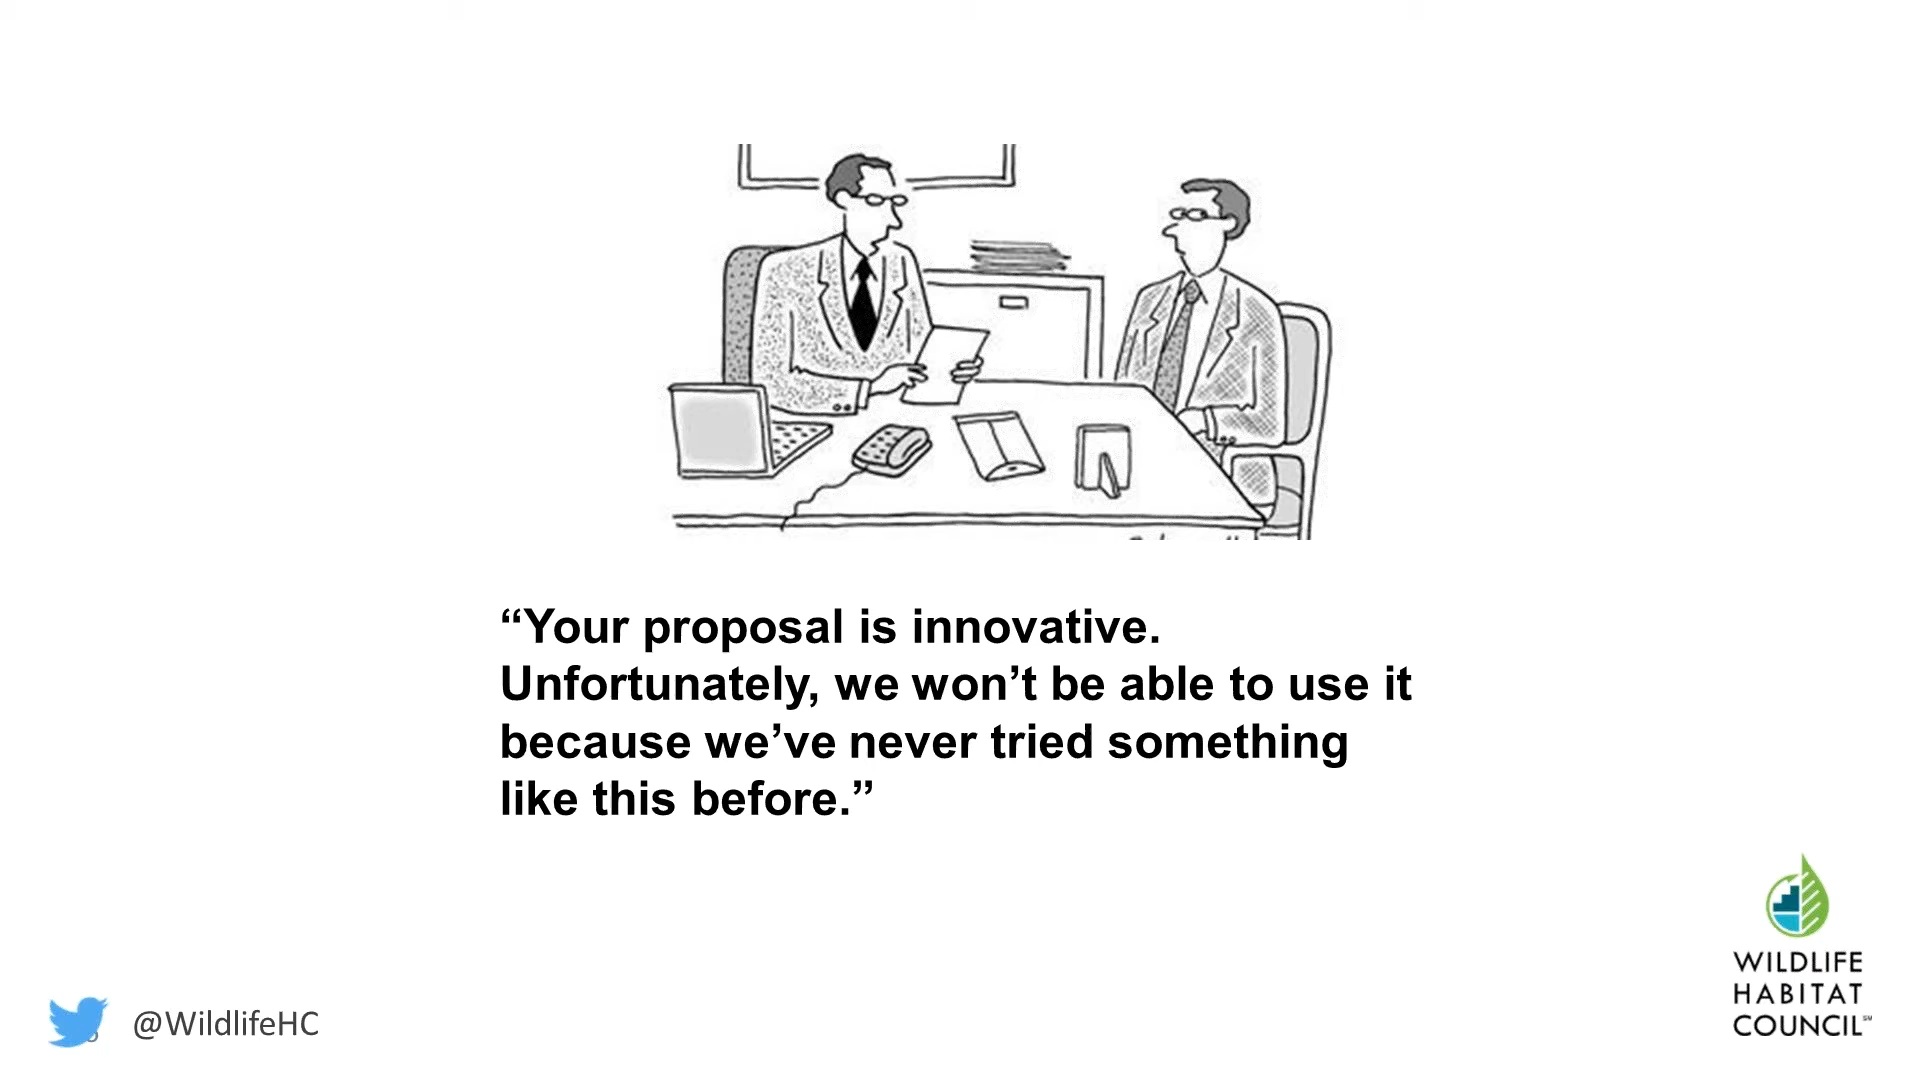 “Your proposal is innovative.
Unfortunately, we won’t be able to use it
because we’ve never tried something
like this before.”
@WildlifeHC
WILDLIFE
HABITAT
COUNCIL℠